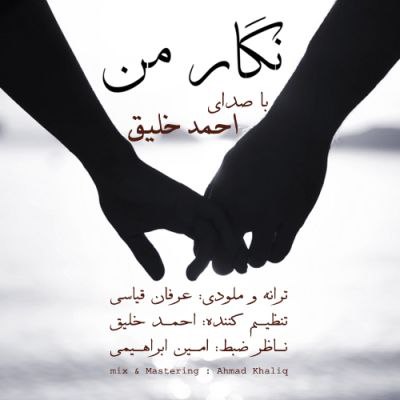 نگار من
با صدای
احمد خلیق
ترانه و ملودی: عرفان قیاسی
تنظیم کننده: احمد خلیق
ناظر ضبط: امین ابراهیمی
mix & Mastering : Ahmad Khaliq